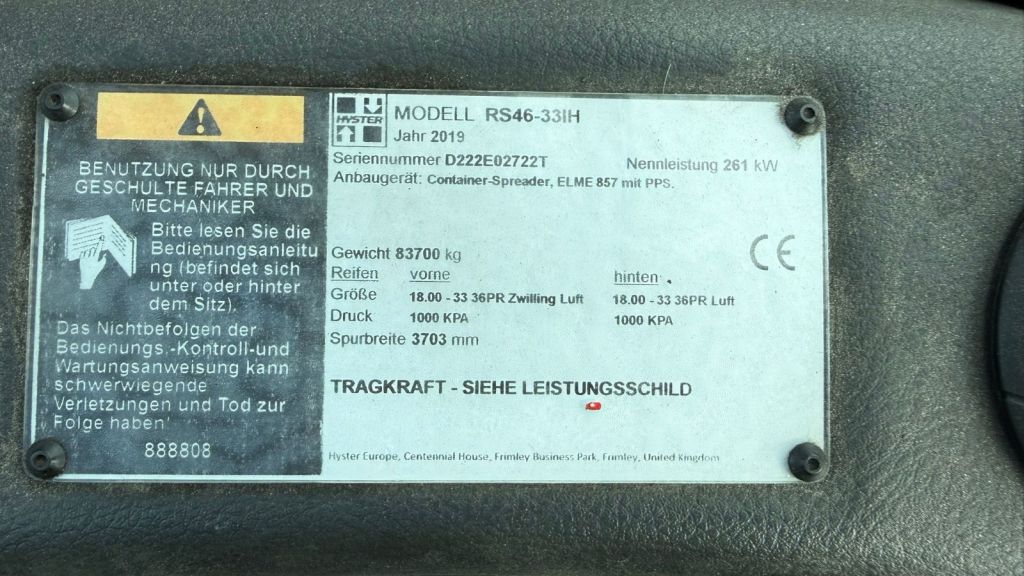 BENUTZUNG NUR DURCH
GESCHULTE FAHRER UND
MECHANIKER
Bitte lesen Sie die
Bedienungsanleitu
ng (befindet sich
unter oder hinter
dem Sitz).
Das Nichtbefolgen der
Bedienungs,-Kontroll-und
Wartungsanweisung kann
schwerwiegende
Verletzungen und Tod zur
Folge haben'
888808
HYSTER
MODELL RS46-33IH
Jahr 2019
Seriennummer D222E02722T Nennleistung 261 kW
Anbaugerät: Container-Spreader, ELME 857 mit PPS.
CE
Gewicht 83700 kg
Reifen vorne hinten
Größe 18.00 - 33 36PR Zwilling Luft 18.00 - 33 36PR Luft
Druck 1000 KPA 1000 KPA
Spurbreite 3703 mm
TRAGKRAFT - SIEHE LEISTUNGSSCHILD
Hyster Europe, Centennial House, Frimley Business Park, Frimley, United Kingdom